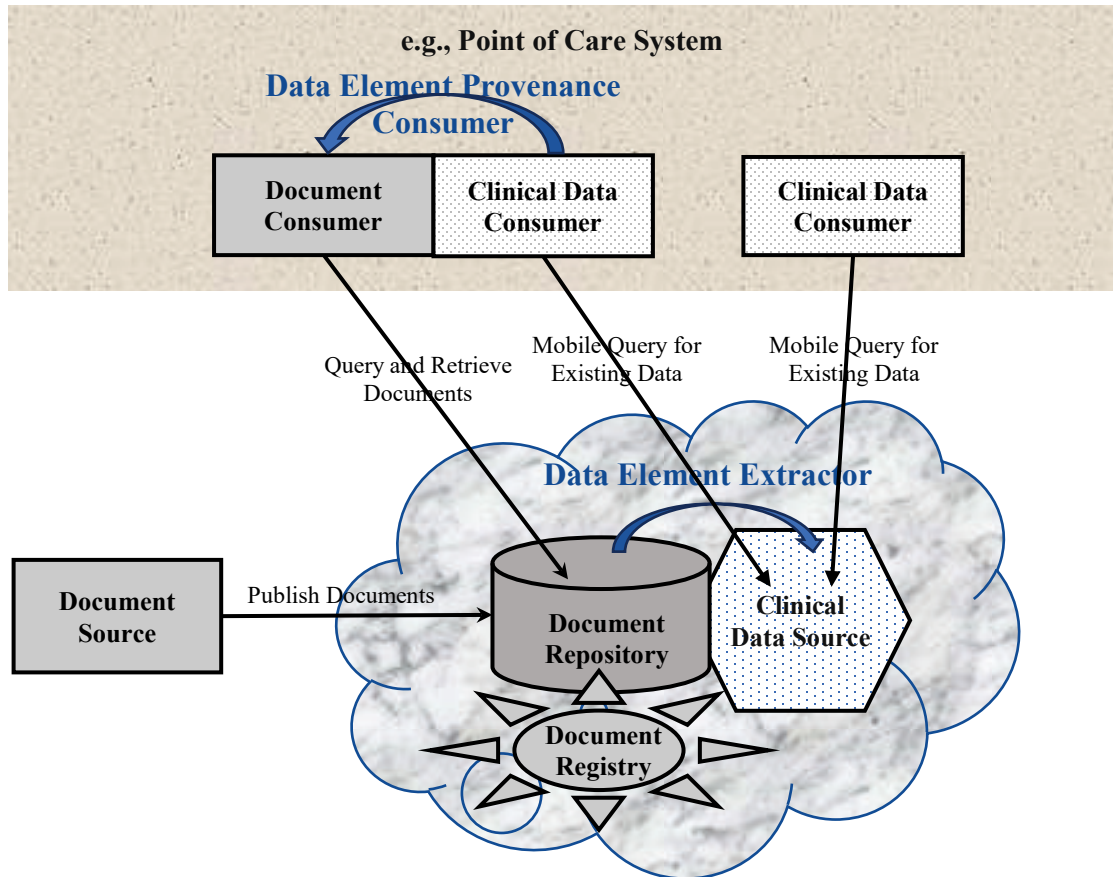 e.g., Point of Care System
Data Element Provenance
Consumer
Document
Consumer
Clinical Data
Consumer
Clinical Data
Consumer
Query and Retrieve
Documents
Mobile Query for
Existing Data
Mobile Query for
Existing Data
Data Element Extractor
Document
Source
Publish Documents
Document
Repository
Clinical
Data Source
Document
Registry